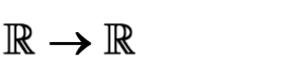 ℝ → ℝ